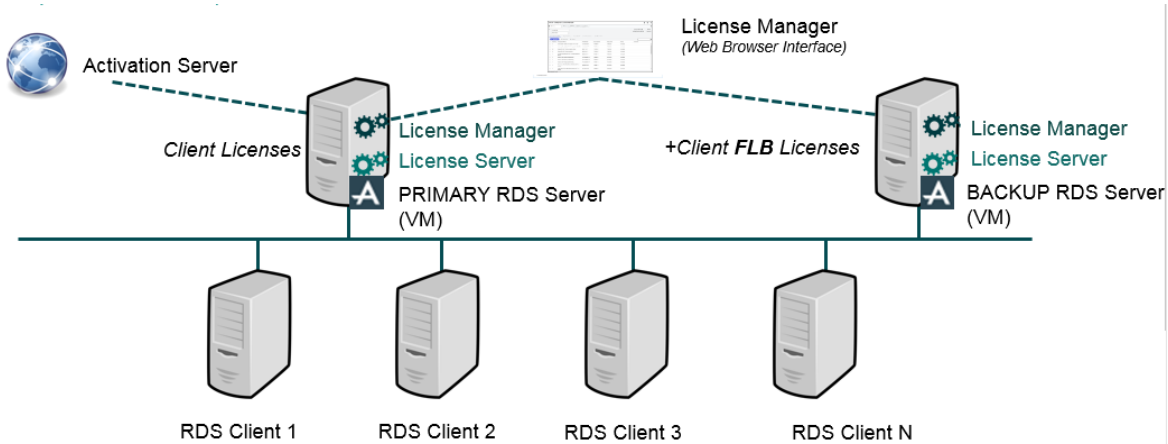 License Manager
(Web Browser Interface)
Activation Server
Client Licenses
License Manager
License Server
PRIMARY RDS Server
(VM)
+Client FLB Licenses
License Manager
License Server
BACKUP RDS Server
(VM)
RDS Client 1
RDS Client 2
RDS Client 3
RDS Client N